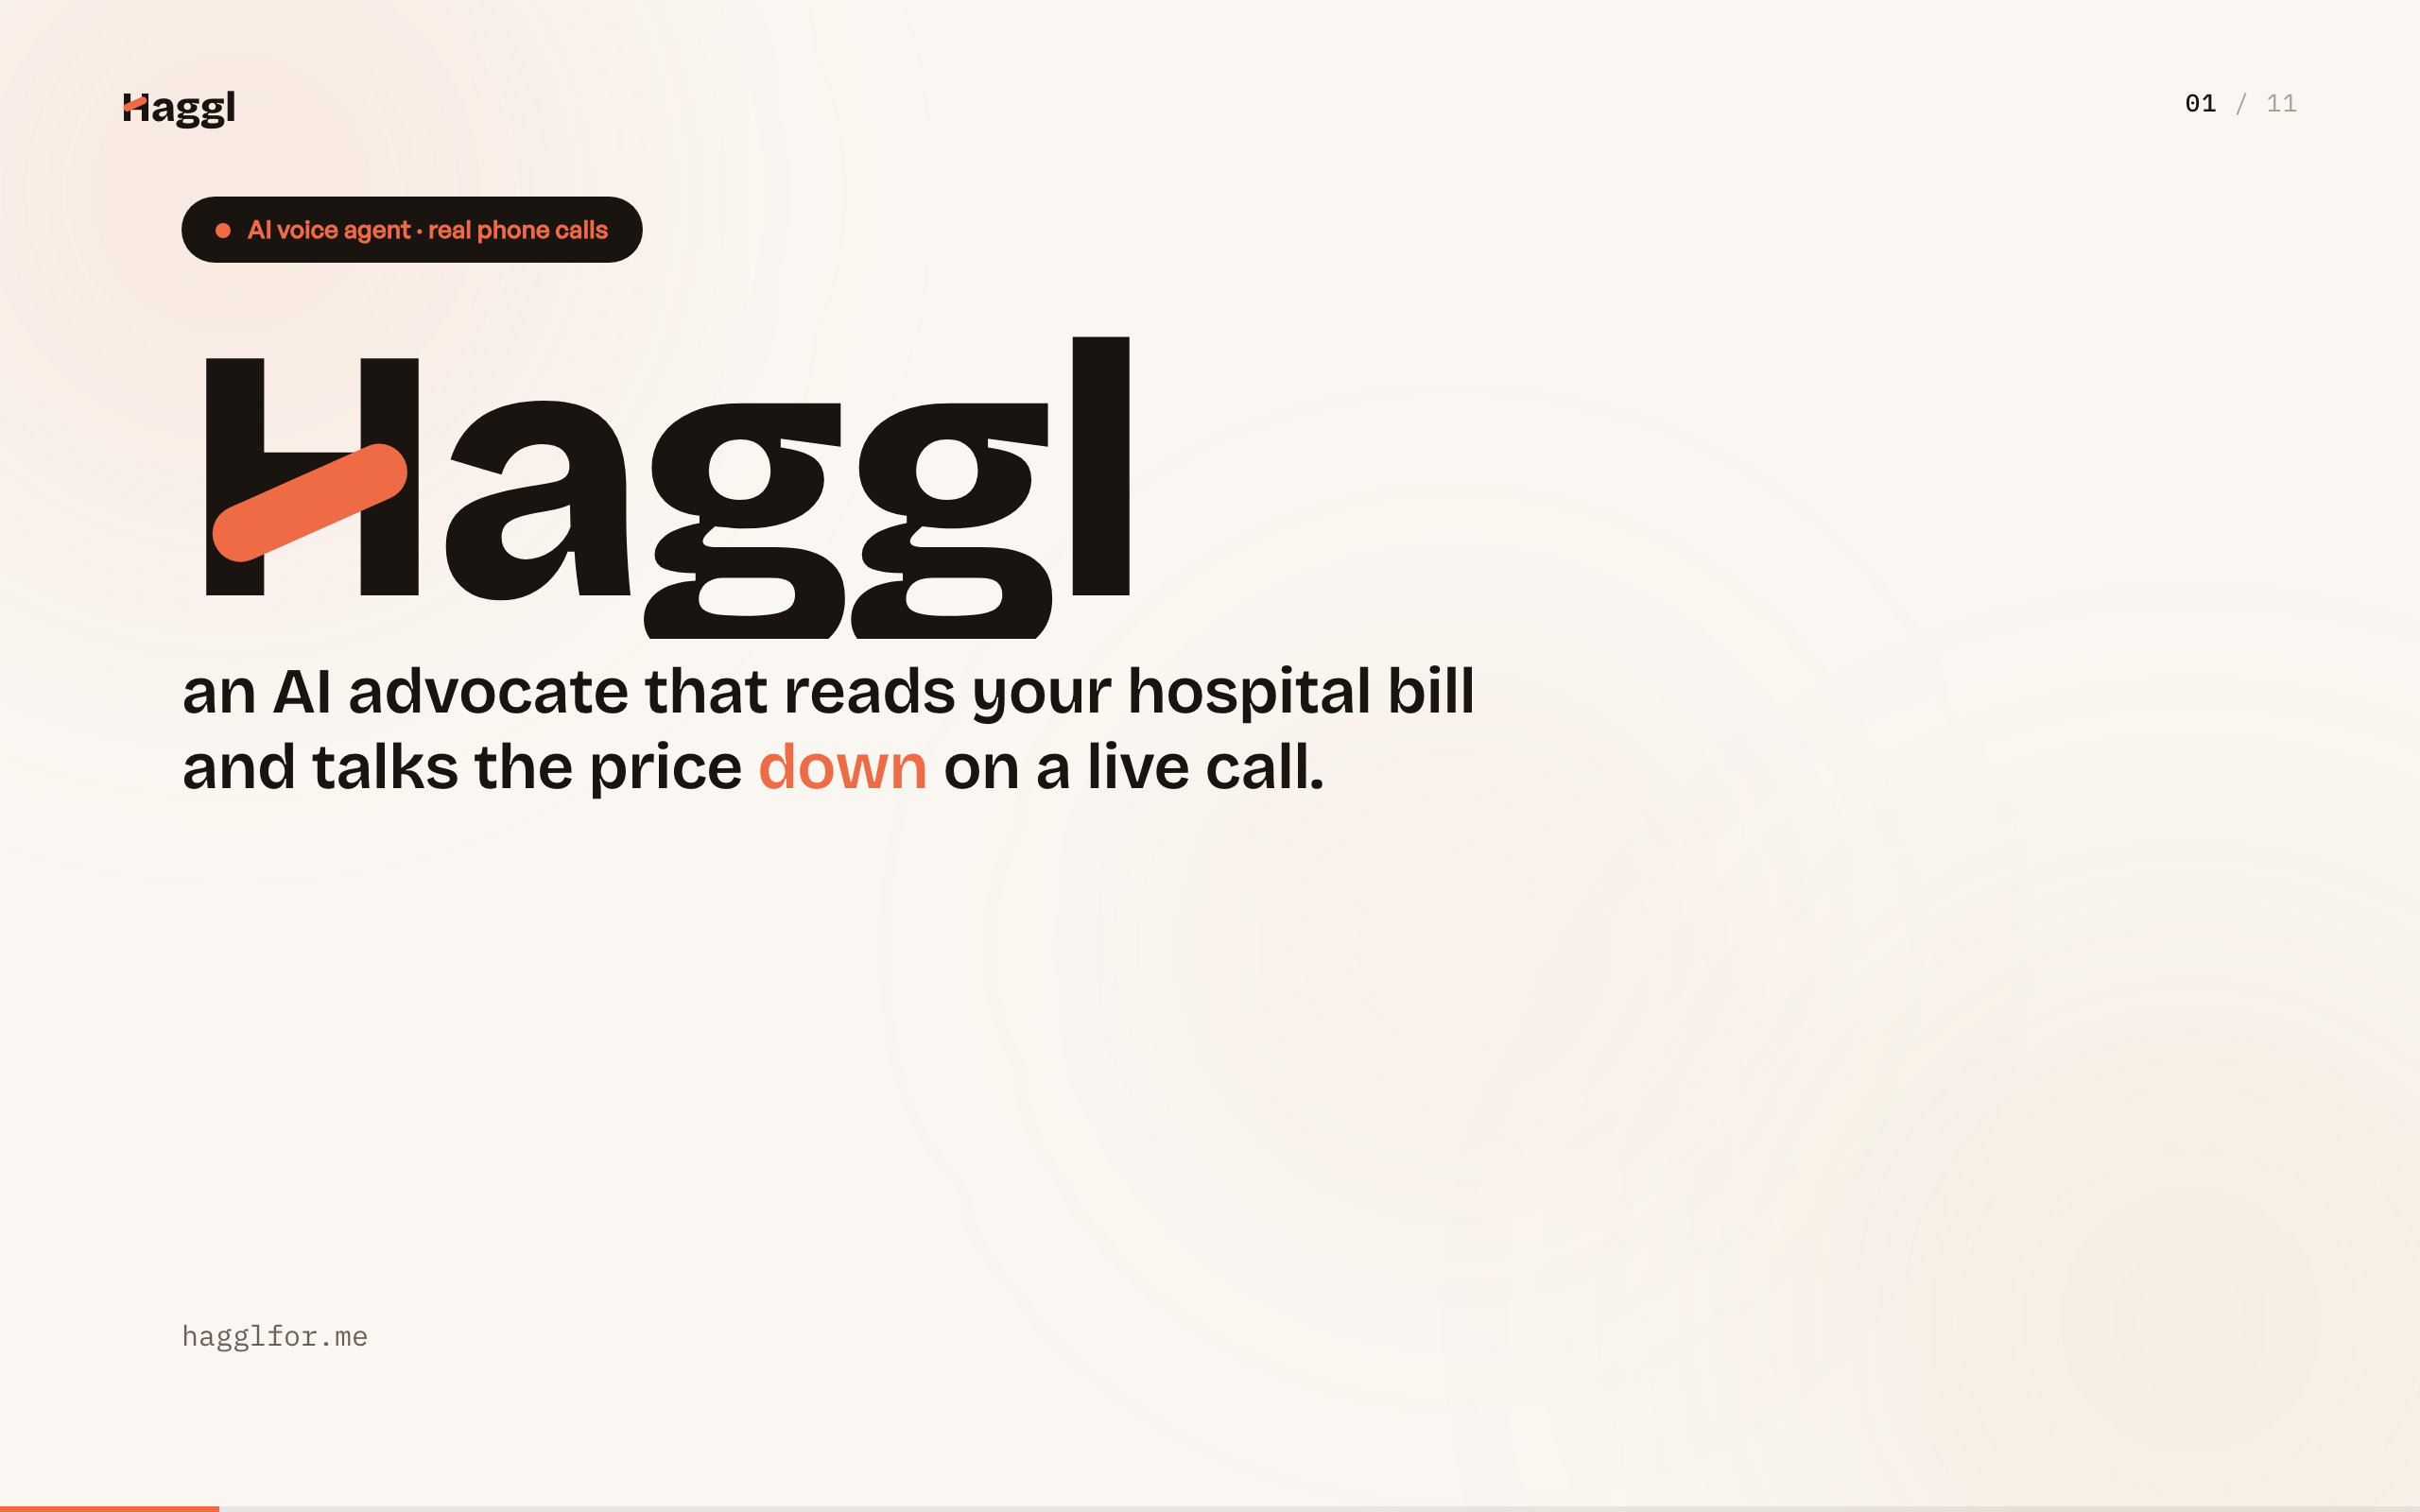 Haggl
01 / 11
AI voice agent · real phone calls
Haggl
an AI advocate that reads your hospital bill
and talks the price down on a live call.
hagglfor.me